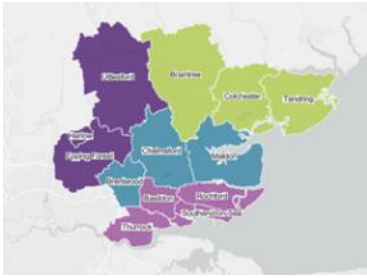 Uttlesford
Braintree
Colchester
Tendring
Harlow
Epping Forest
Chelmsford
Maldon
Brentwood
Basildon
Rochford
Southend-on-Sea
Thurrock